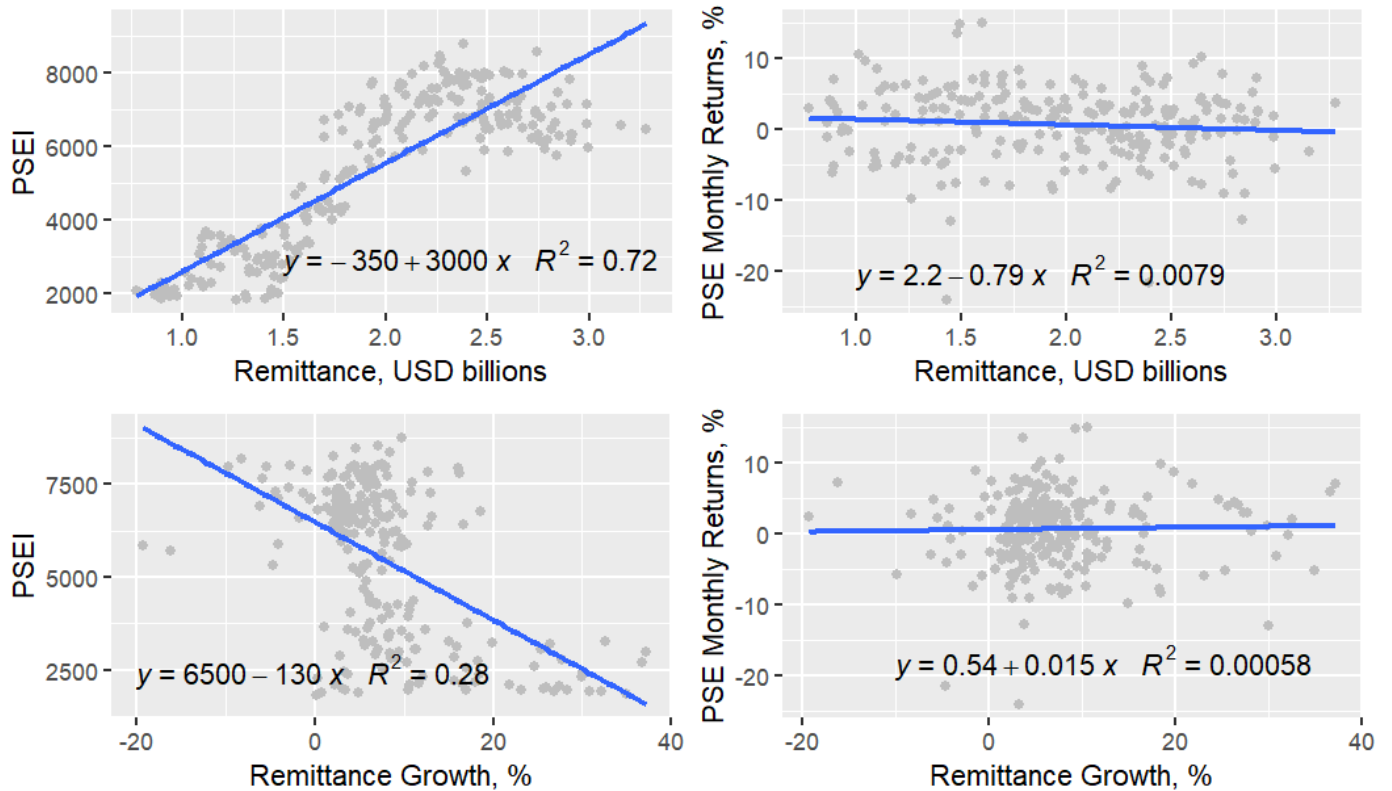 PSEI
8000
6000
4000
2000
y = − 350 + 3000 x R² = 0.72
1.0 1.5 2.0 2.5 3.0
Remittance, USD billions
PSE Monthly Returns, %
10
0
-10
-20
y = 2.2 − 0.79 x R² = 0.0079
1.0 1.5 2.0 2.5 3.0
Remittance, USD billions
PSEI
7500
5000
2500
y = 6500 − 130 x R² = 0.28
-20 0 20 40
Remittance Growth, %
PSE Monthly Returns, %
10
0
-10
-20
y = 0.54 + 0.015 x R² = 0.00058
-20 0 20 40
Remittance Growth, %